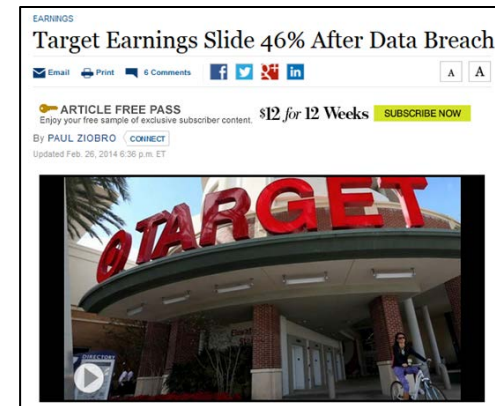 EARNINGS
Target Earnings Slide 46% After Data Breach
Email Print 6 Comments f in A A
ARTICLE FREE PASS
Enjoy your free sample of exclusive subscriber content.
$12 for 12 Weeks SUBSCRIBE NOW
By PAUL ZIOBRO CONNECT
Updated Feb. 26, 2014 6:36 p.m. ET
TARGET
DIRECTORY